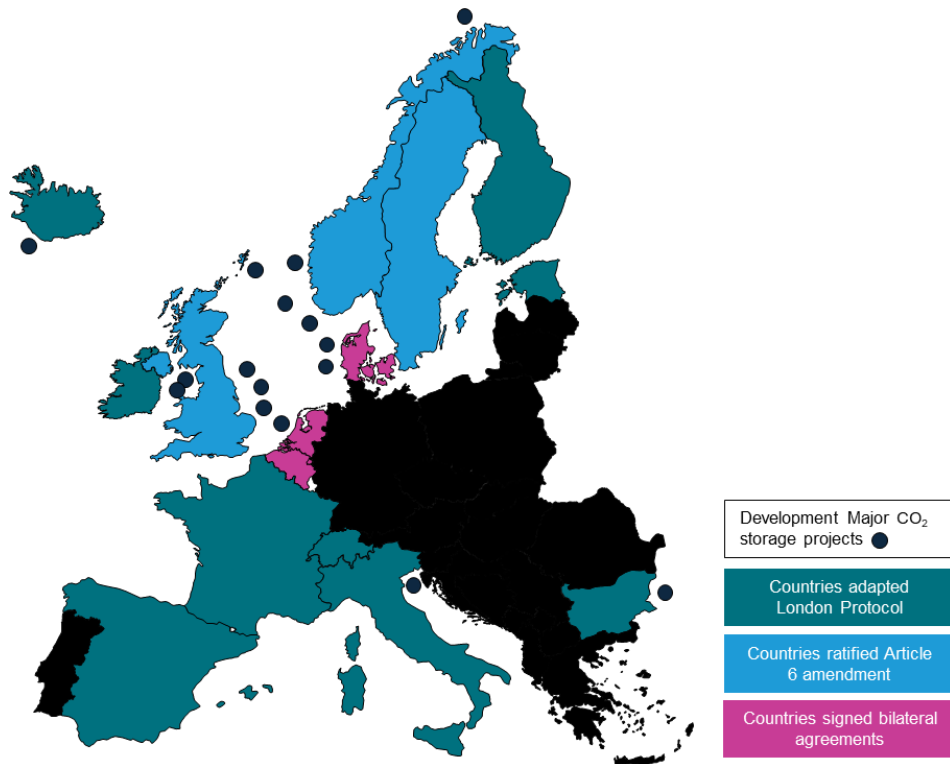 Development Major CO₂
storage projects
Countries adapted
London Protocol
Countries ratified Article
6 amendment
Countries signed bilateral
agreements